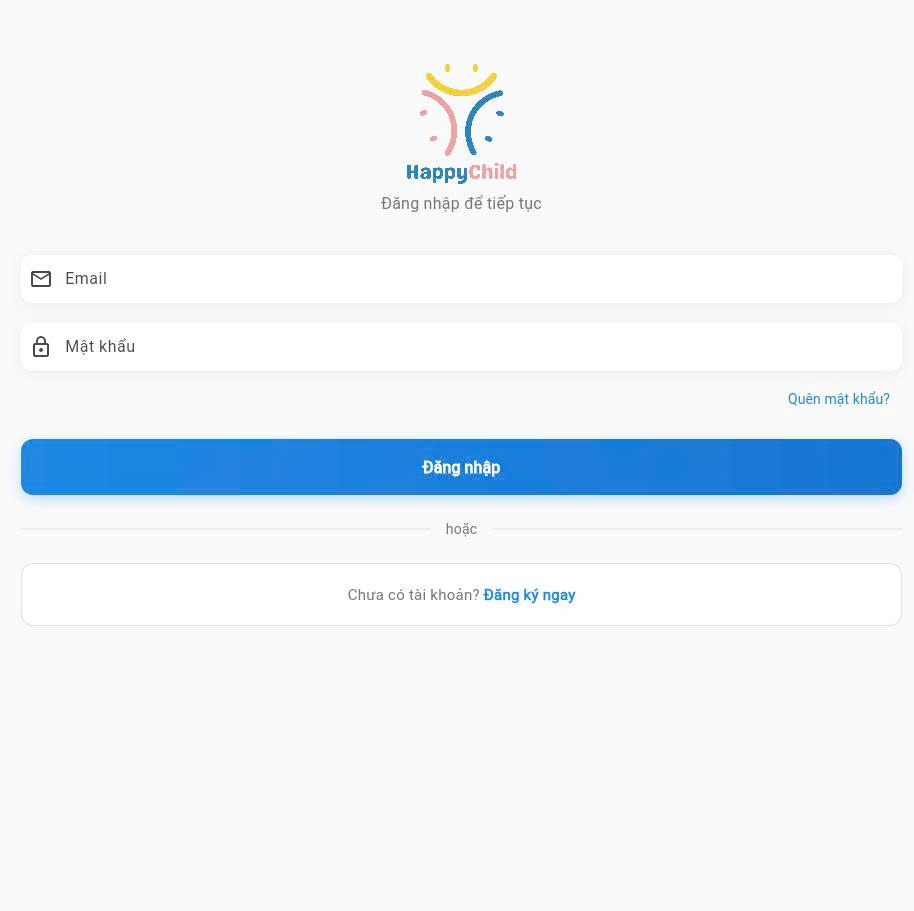 HappyChild
Đăng nhập để tiếp tục
Email
Mật khẩu
Quên mật khẩu?
Đăng nhập
hoặc
Chưa có tài khoản? Đăng ký ngay